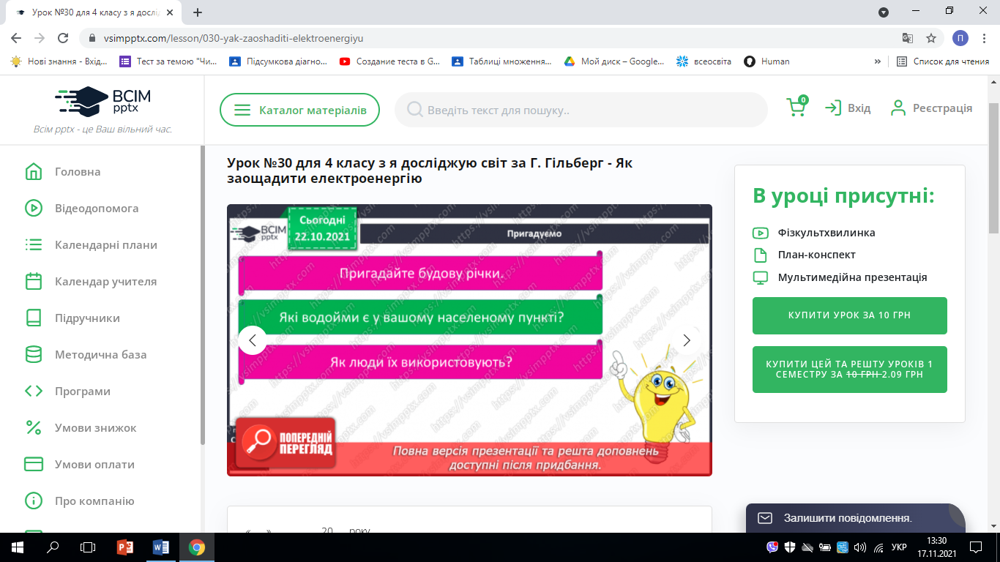 Урок №30 для 4 класу з я дослі
vsimpptx.com/lesson/030-yak-zaoshaditi-elektroenergiyu
П
Нові знання - Вхід...
Тест за темою "Чи...
Підсумкова діагно...
Создание теста в G...
Таблиці множення...
Мой диск – Google...
всеосвіта
Human
»
Список для чтения
ВСІМ
pptx
Всім pptx - це Ваш вільний час.
Каталог матеріалів
Введіть текст для пошуку..
0
Вхід
Реєстрація
Головна
Відеодопомога
Календарні плани
Календар учителя
Підручники
Методична база
Програми
Умови знижок
Умови оплати
Про компанію
Урок №30 для 4 класу з я досліджую світ за Г. Гільберг - Як
заощадити електроенергію
ВСІМ
pptx
Сьогодні
22.10.2021
Пригадуємо
Пригадайте будову річки.
Які водойми є у вашому населеному пункті?
Як люди їх використовують?
https://vsimpptx.com
ПОПЕРЕДНІЙ
ПЕРЕГЛЯД
Повна версія презентації та решта доповнень
доступні після придбання.
« » 20 року
В уроці присутні:
Фізкультхвилинка
План-конспект
Мультимедійна презентація
КУПИТИ УРОК ЗА 10 ГРН
КУПИТИ ЦЕЙ ТА РЕШТУ УРОКІВ 1
СЕМЕСТРУ ЗА 10 ГРН 2.09 ГРН
Залишити повідомлення.
УКР
13:30
17.11.2021